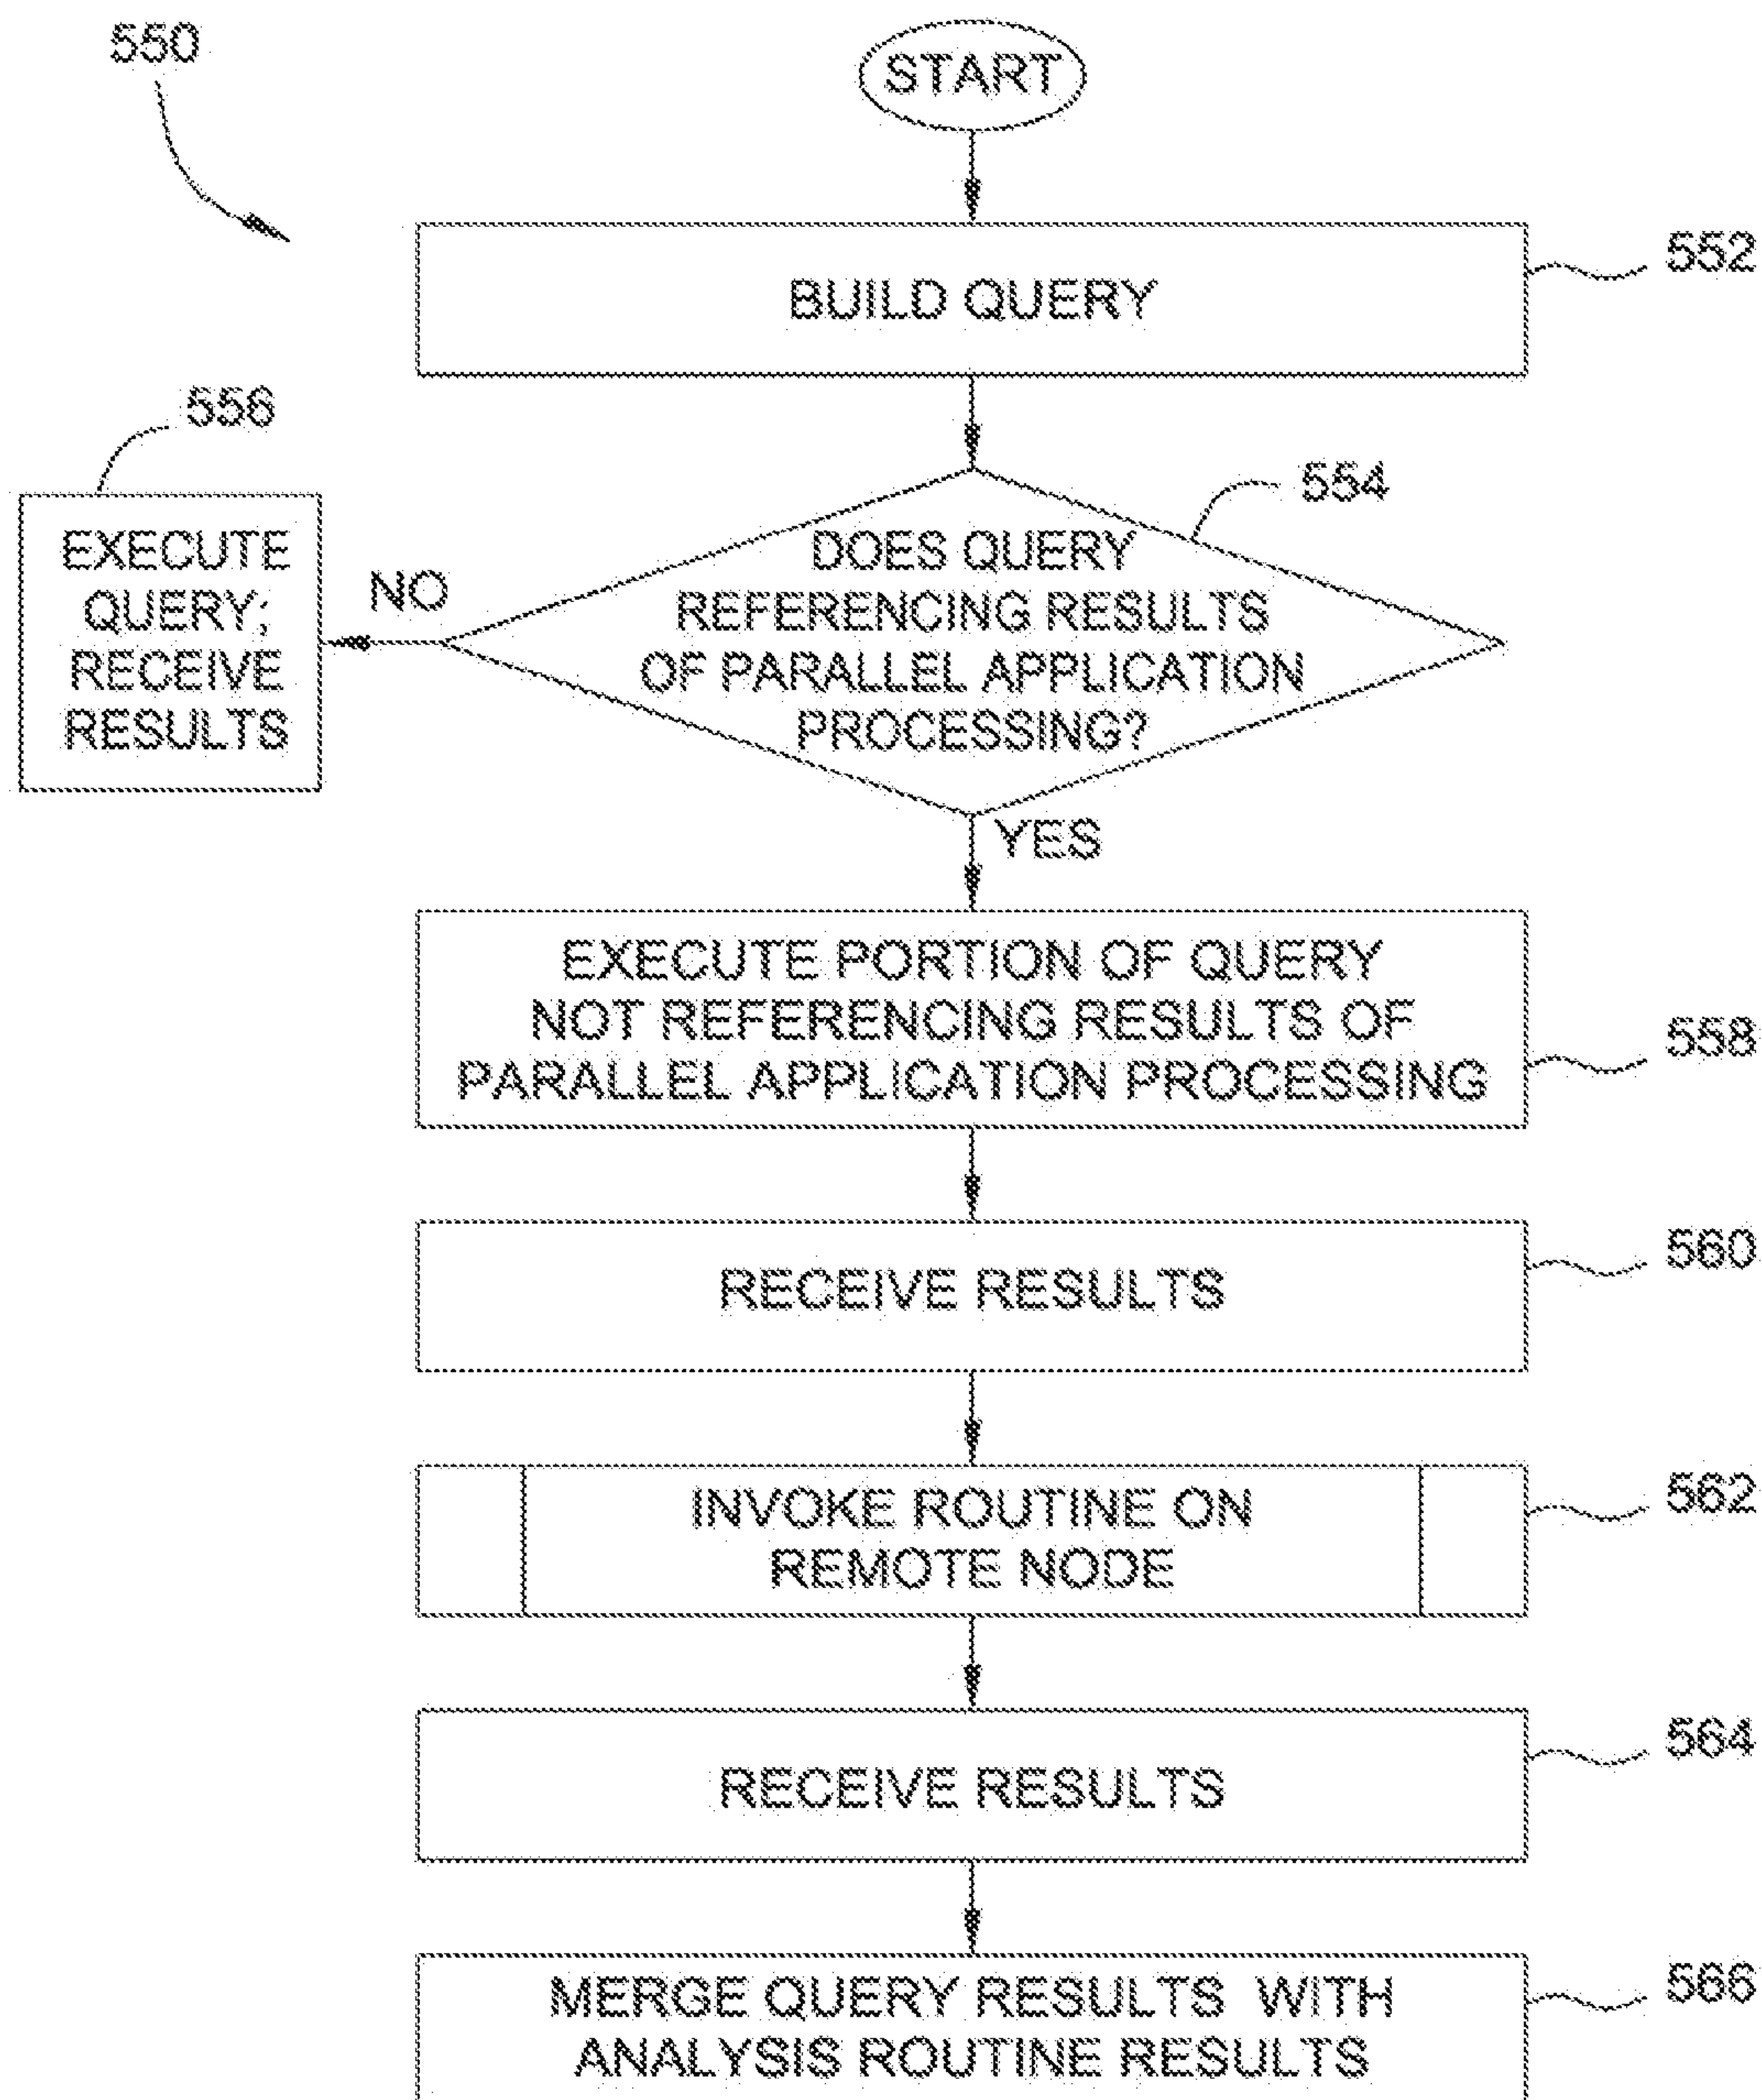 550
START
BUILD QUERY
552
556
EXECUTE
QUERY;
RECEIVE
RESULTS
NO
554
DOES QUERY
REFERENCING RESULTS
OF PARALLEL APPLICATION
PROCESSING?
YES
EXECUTE PORTION OF QUERY
NOT REFERENCING RESULTS OF
PARALLEL APPLICATION PROCESSING
558
RECEIVE RESULTS
560
INVOKE ROUTINE ON
REMOTE NODE
562
RECEIVE RESULTS
564
MERGE QUERY RESULTS WITH
ANALYSIS ROUTINE RESULTS
566